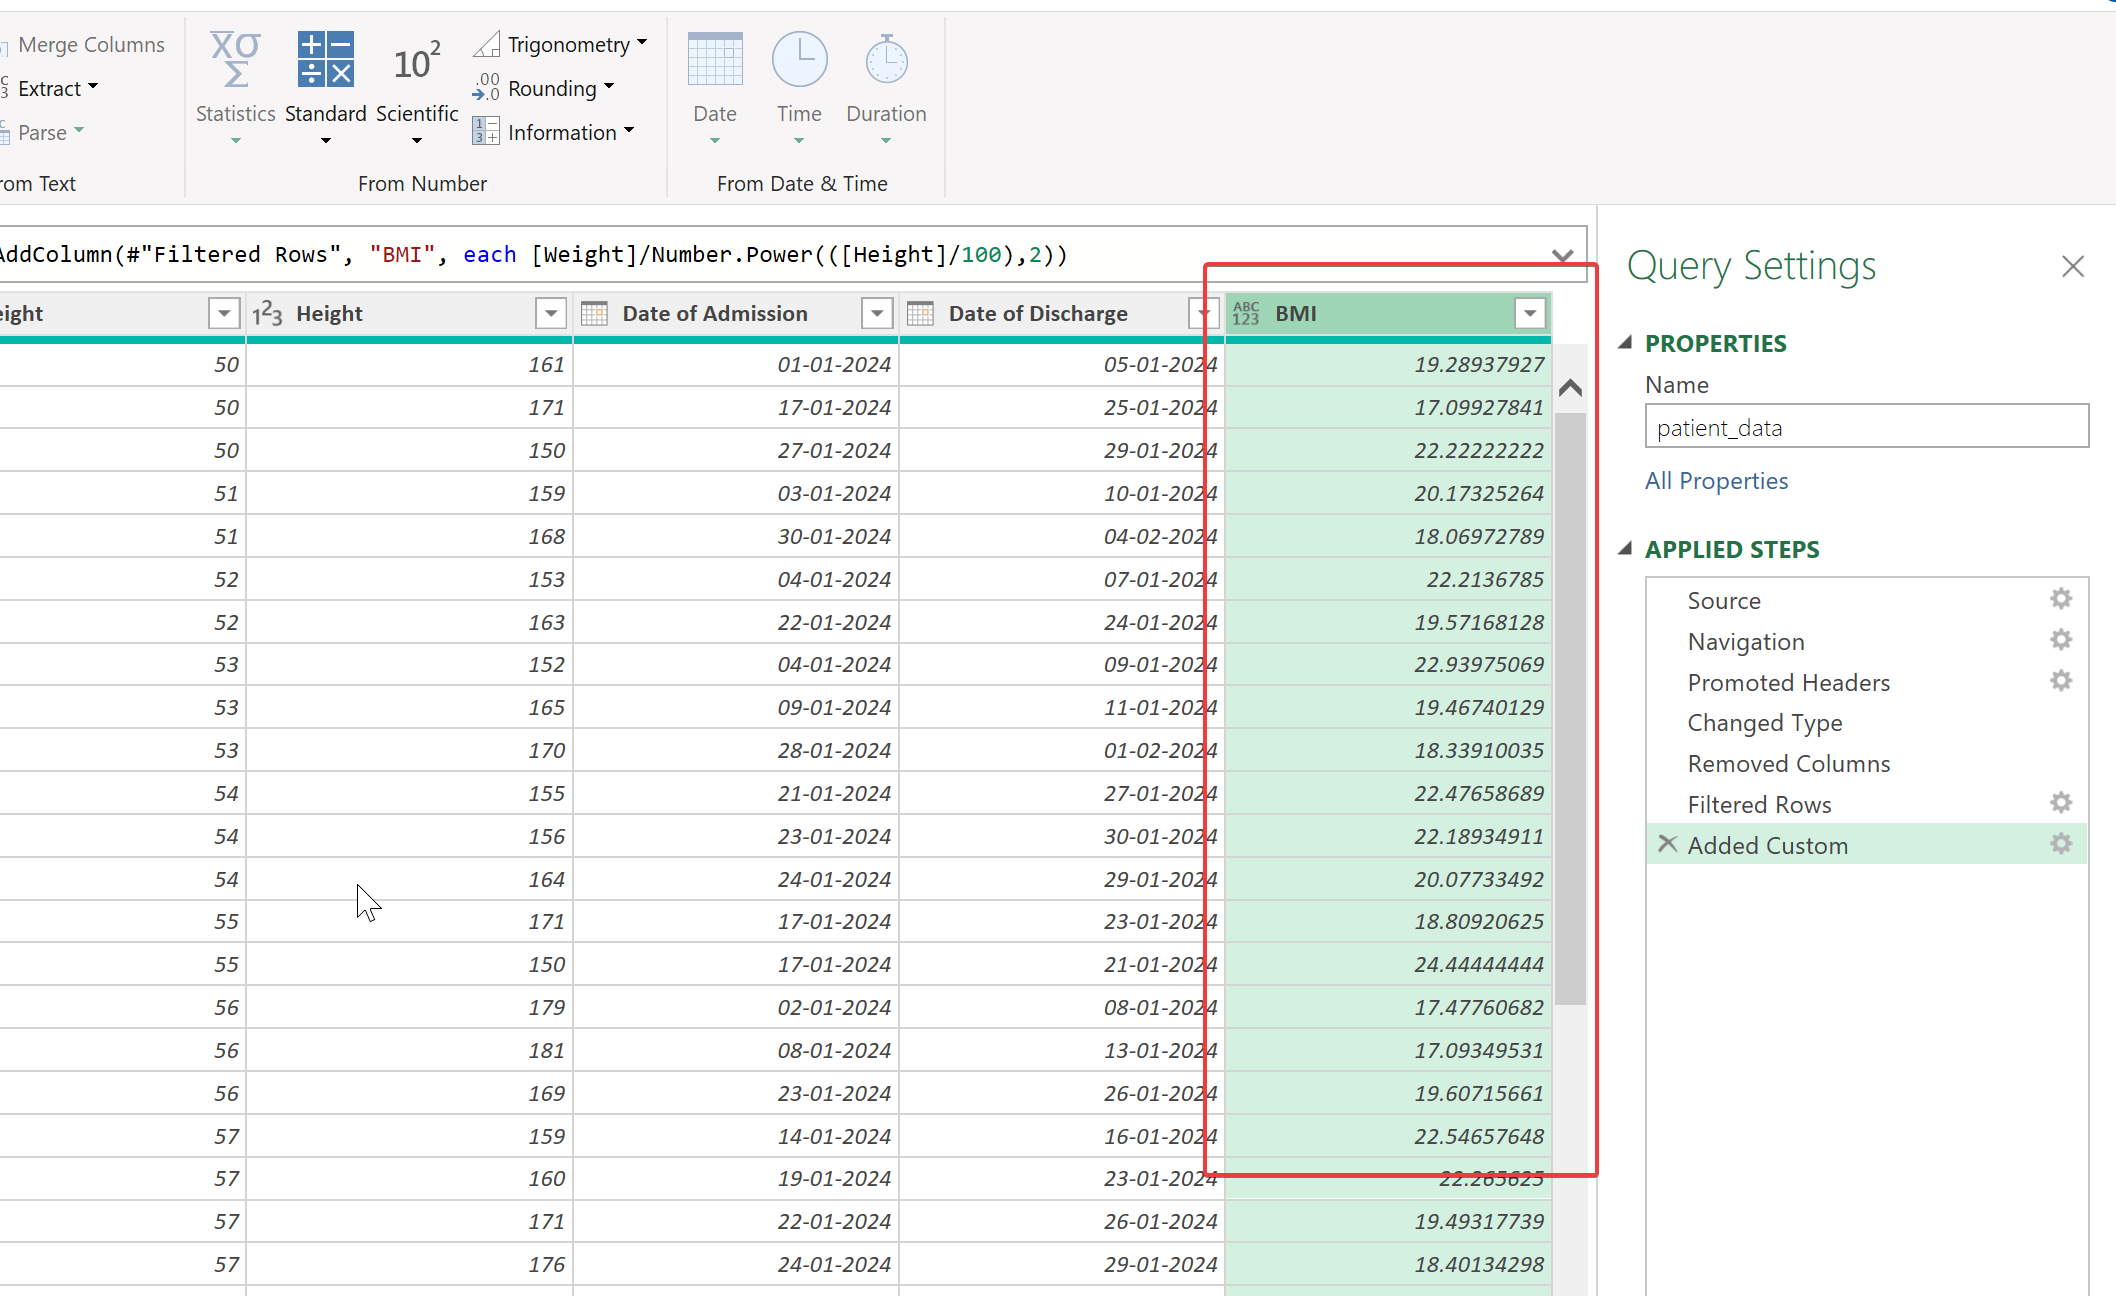 Merge Columns
Extract
Parse
Statistics
Standard
10² Scientific
Trigonometry
.00 .0 Rounding
Information
Date
Time
Duration
From Text
From Number
From Date & Time
AddColumn(#"Filtered Rows", "BMI", each [Weight]/Number.Power(([Height]/100),2))
eight 1²3 Height Date of Admission Date of Discharge ABC 123 BMI
50 161 01-01-2024 05-01-2024 19.28937927
50 171 17-01-2024 25-01-2024 17.09927841
50 150 27-01-2024 29-01-2024 22.22222222
51 159 03-01-2024 10-01-2024 20.17325264
51 168 30-01-2024 04-02-2024 18.06972789
52 153 04-01-2024 07-01-2024 22.2136785
52 163 22-01-2024 24-01-2024 19.57168128
53 152 04-01-2024 09-01-2024 22.93975069
53 165 09-01-2024 11-01-2024 19.46740129
53 170 28-01-2024 01-02-2024 18.33910035
54 155 21-01-2024 27-01-2024 22.47658689
54 156 23-01-2024 30-01-2024 22.18934911
54 164 24-01-2024 29-01-2024 20.07733492
55 171 17-01-2024 23-01-2024 18.80920625
55 150 17-01-2024 21-01-2024 24.44444444
56 179 02-01-2024 08-01-2024 17.47760682
56 181 08-01-2024 13-01-2024 17.09349531
56 169 23-01-2024 26-01-2024 19.60715661
57 159 14-01-2024 16-01-2024 22.54657648
57 160 19-01-2024 23-01-2024 22.265625
57 171 22-01-2024 26-01-2024 19.49317739
57 176 24-01-2024 29-01-2024 18.40134298
Query Settings
PROPERTIES
Name
patient_data
All Properties
APPLIED STEPS
Source
Navigation
Promoted Headers
Changed Type
Removed Columns
Filtered Rows
Added Custom